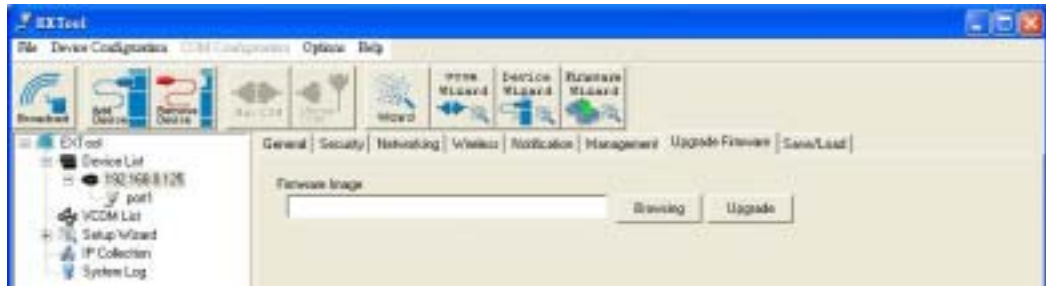 EXTool
File Device Configuration COM Configuration Options Help
Broadcast
Add Device
Remove Device
Wizard
VCOM Wizard
Device Wizard
Firmware Wizard
EXTool
Device List
192.168.0.125
port1
VCOM List
Setup Wizard
IP Collection
System Log
General Security Networking Wireless Notification Management Upgrade Firmware Save/Load
Firmware Image
Browsing Upgrade